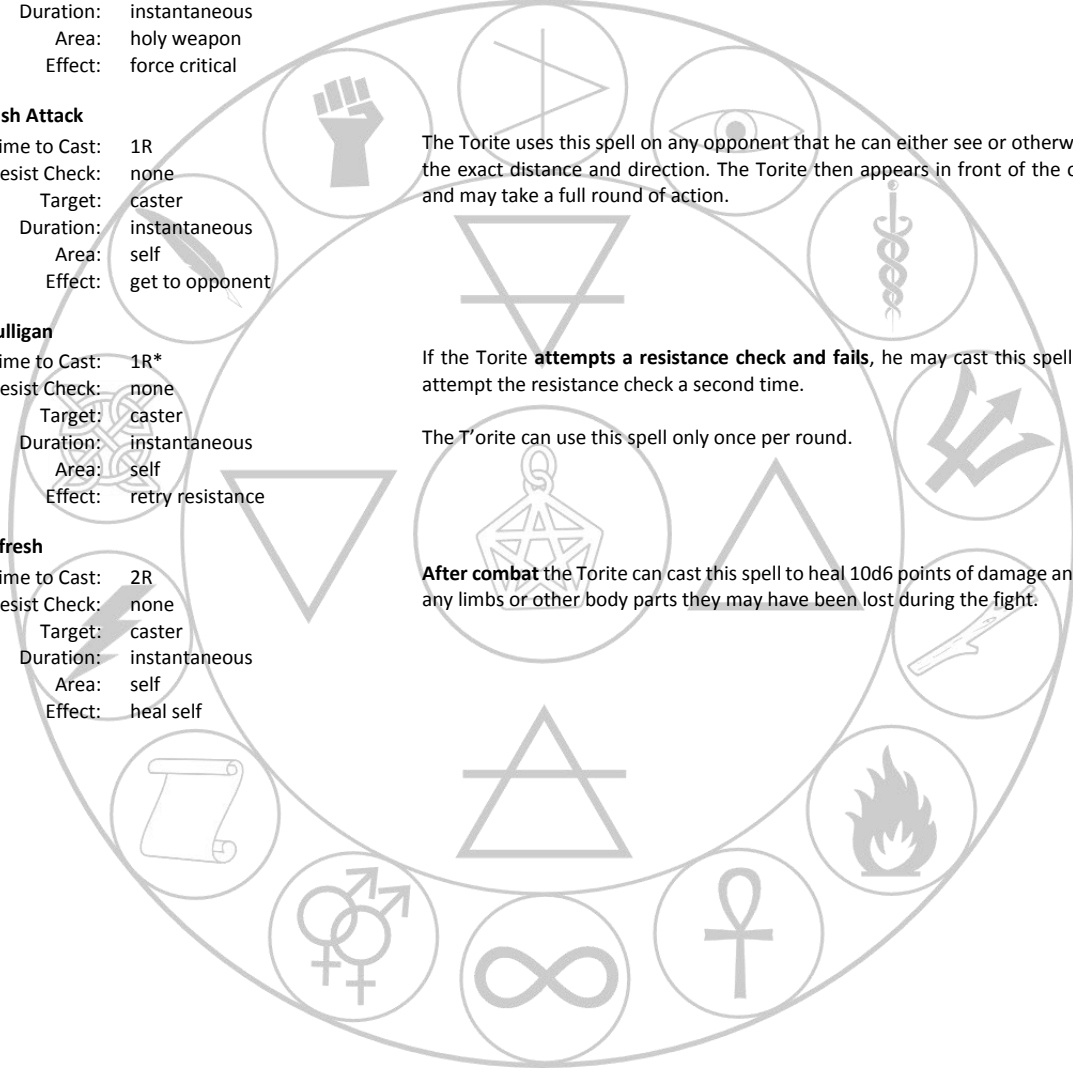 Duration: instantaneous
Area: holy weapon
Effect: force critical
sh Attack
ime to Cast: 1R
esist Check: none
Target: caster
Duration: instantaneous
Area: self
Effect: get to opponent
The Torite uses this spell on any opponent that he can either see or otherw
the exact distance and direction. The Torite then appears in front of the
and may take a full round of action.
ulligan
ime to Cast: 1R*
esist Check: none
Target: caster
Duration: instantaneous
Area: self
Effect: retry resistance
If the Torite attempts a resistance check and fails, he may cast this spell
attempt the resistance check a second time.
The T'orite can use this spell only once per round.
fresh
ime to Cast: 2R
esist Check: none
Target: caster
Duration: instantaneous
Area: self
Effect: heal self
After combat the Torite can cast this spell to heal 10d6 points of damage an
any limbs or other body parts they may have been lost during the fight.